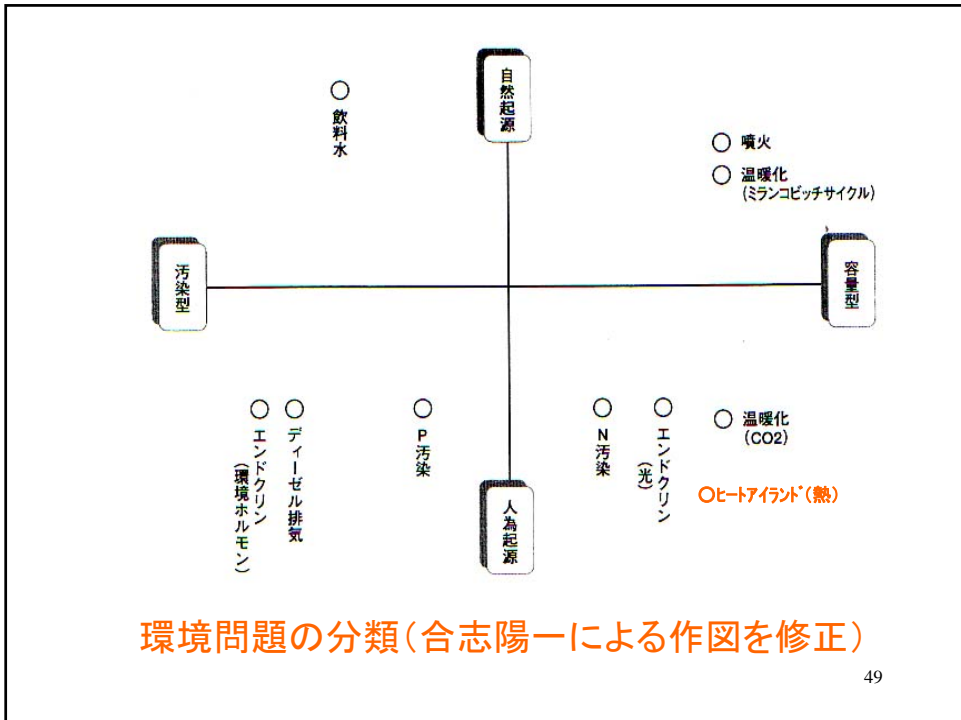 自然起源
飲料水
噴火
温暖化
(ミランコビッチサイクル)
汚染型
容量型
エンドクリン
(環境ホルモン)
ディーゼル排気
P汚染
N汚染
エンドクリン
(光)
温暖化
(CO2)
人為起源
○ヒートアイランド(熱)
環境問題の分類(合志陽一による作図を修正)
49